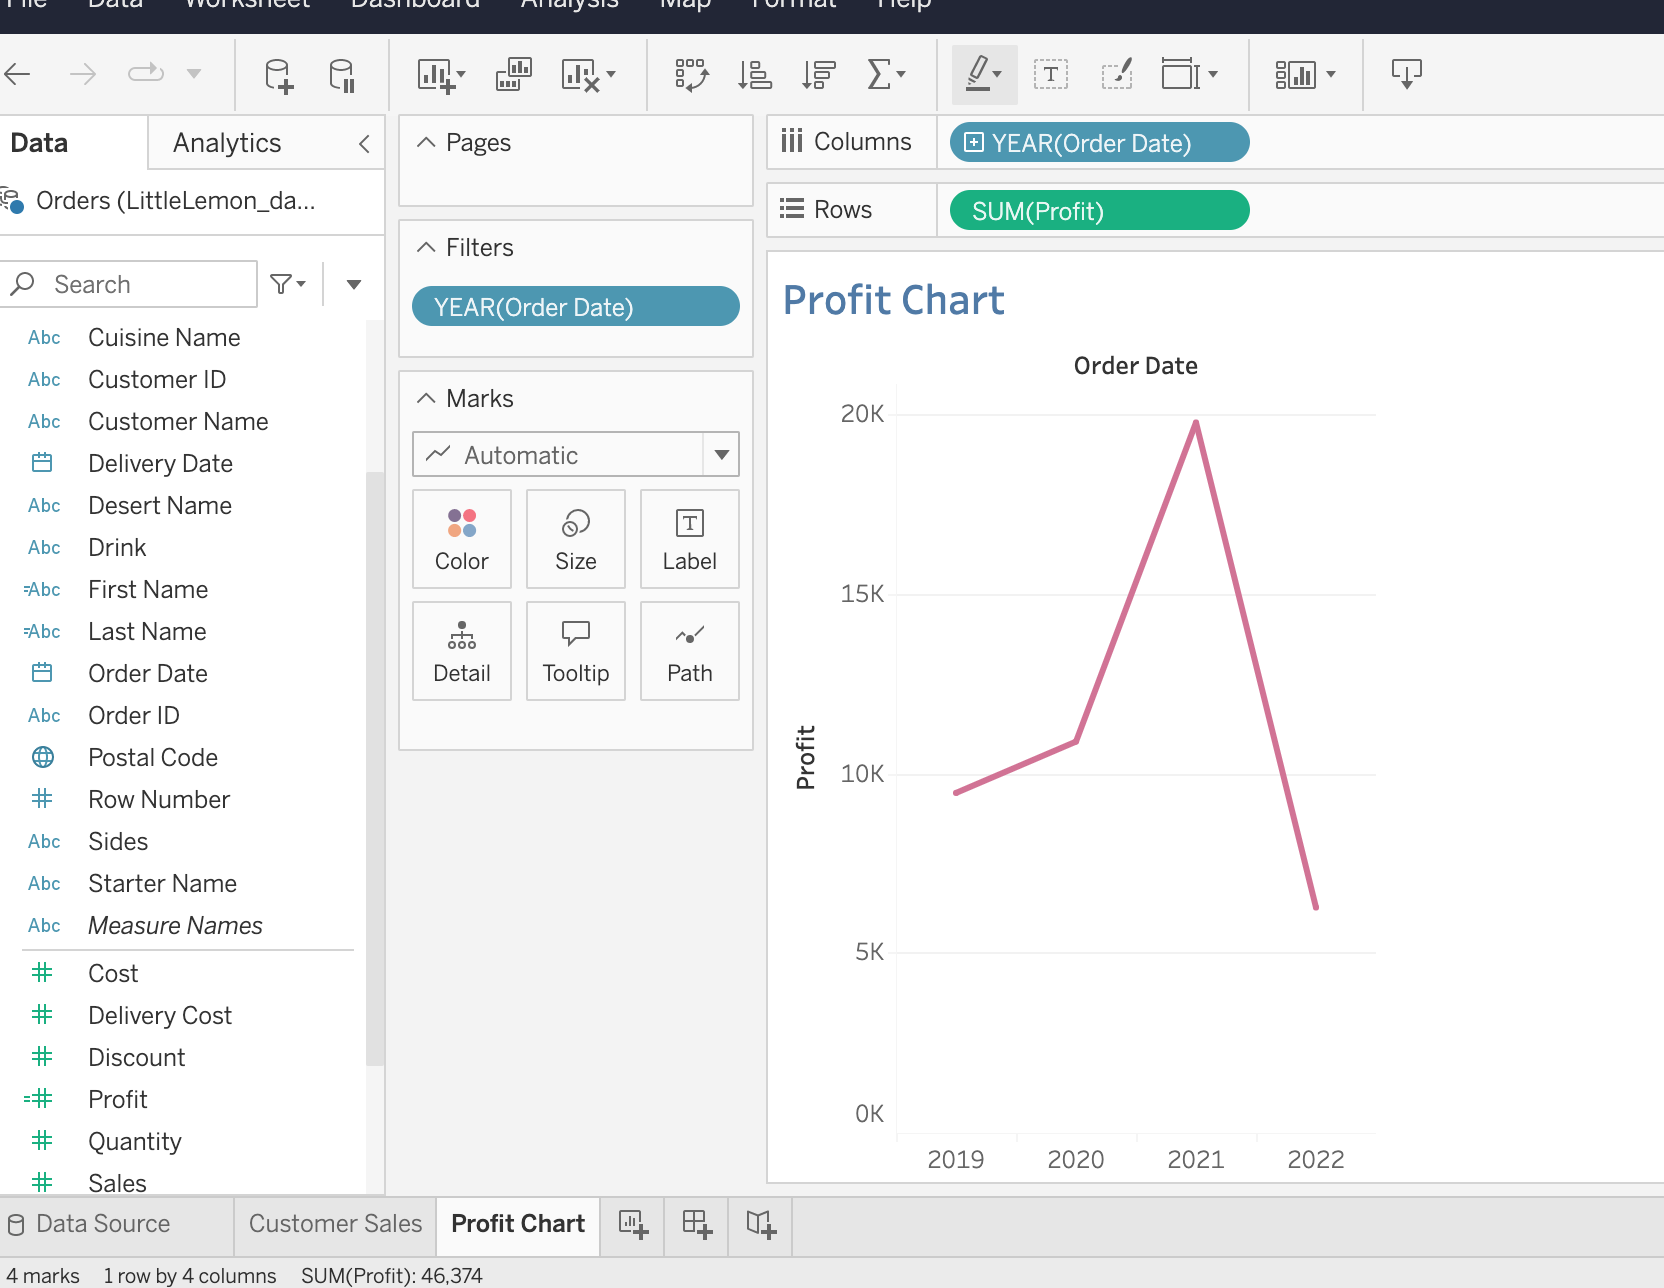 File Data Worksheet Dashboard Analysis Map Format Help
Data Analytics
Orders (LittleLemon_da...
Search
Abc Cuisine Name
Abc Customer ID
Abc Customer Name
Delivery Date
Abc Desert Name
Abc Drink
=Abc First Name
=Abc Last Name
Order Date
Abc Order ID
Postal Code
# Row Number
Abc Sides
Abc Starter Name
Abc Measure Names
# Cost
# Delivery Cost
# Discount
=# Profit
# Quantity
# Sales
Pages
Filters
YEAR(Order Date)
Marks
Automatic
Color Size T Label
Detail Tooltip Path
Columns YEAR(Order Date)
Rows SUM(Profit)
Profit Chart
Order Date
20K
15K
10K
5K
0K
Profit
2019 2020 2021 2022
Data Source Customer Sales Profit Chart
4 marks 1 row by 4 columns SUM(Profit): 46,374